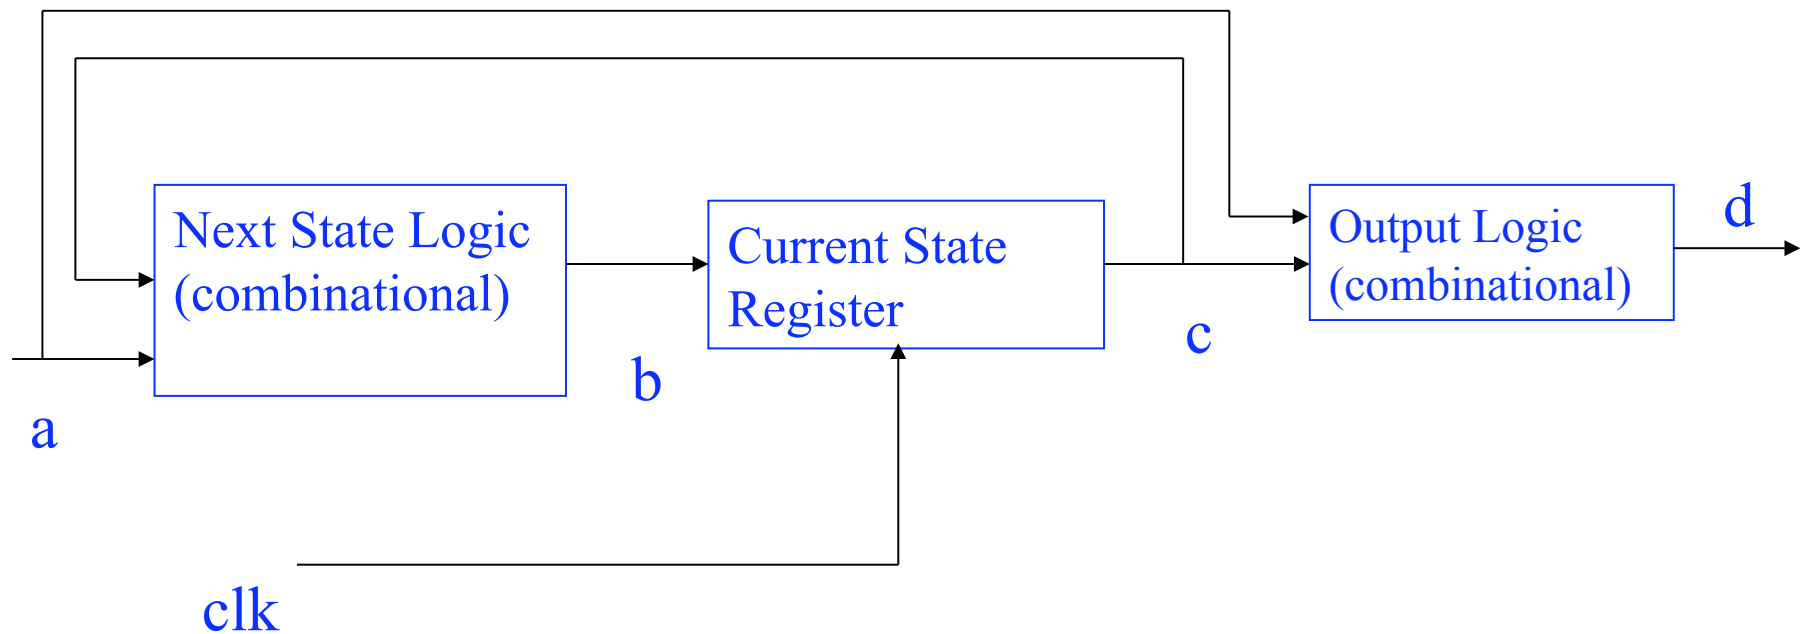 Next State Logic
(combinational)
Current State
Register
Output Logic
(combinational)
d
c
b
a
clk